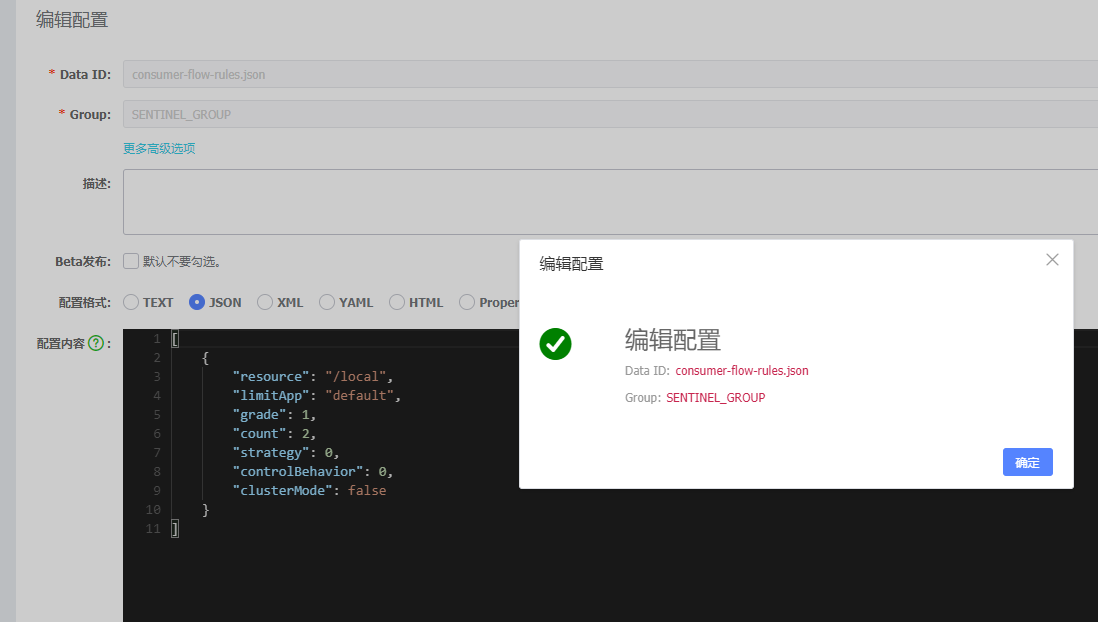 编辑配置
* Data ID: consumer-flow-rules.json
* Group: SENTINEL_GROUP
更多高级选项
描述:
Beta发布: 默认不要勾选。
配置格式: TEXT JSON XML YAML HTML Proper
配置内容 ? :
1 [
2 {
3 "resource": "/local",
4 "limitApp": "default",
5 "grade": 1,
6 "count": 2,
7 "strategy": 0,
8 "controlBehavior": 0,
9 "clusterMode": false
10 }
11 ]
编辑配置
编辑配置
Data ID: consumer-flow-rules.json
Group: SENTINEL_GROUP
确定